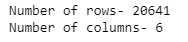 Number of rows- 20641
Number of columns- 6